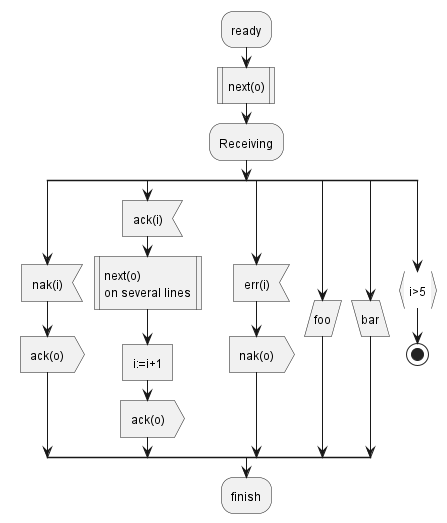 ready
next(o)
Receiving
nak(i)
ack(o)
ack(i)
next(o)
on several lines
i:=i+1
ack(o)
err(i)
nak(o)
foo
bar
i>5
finish